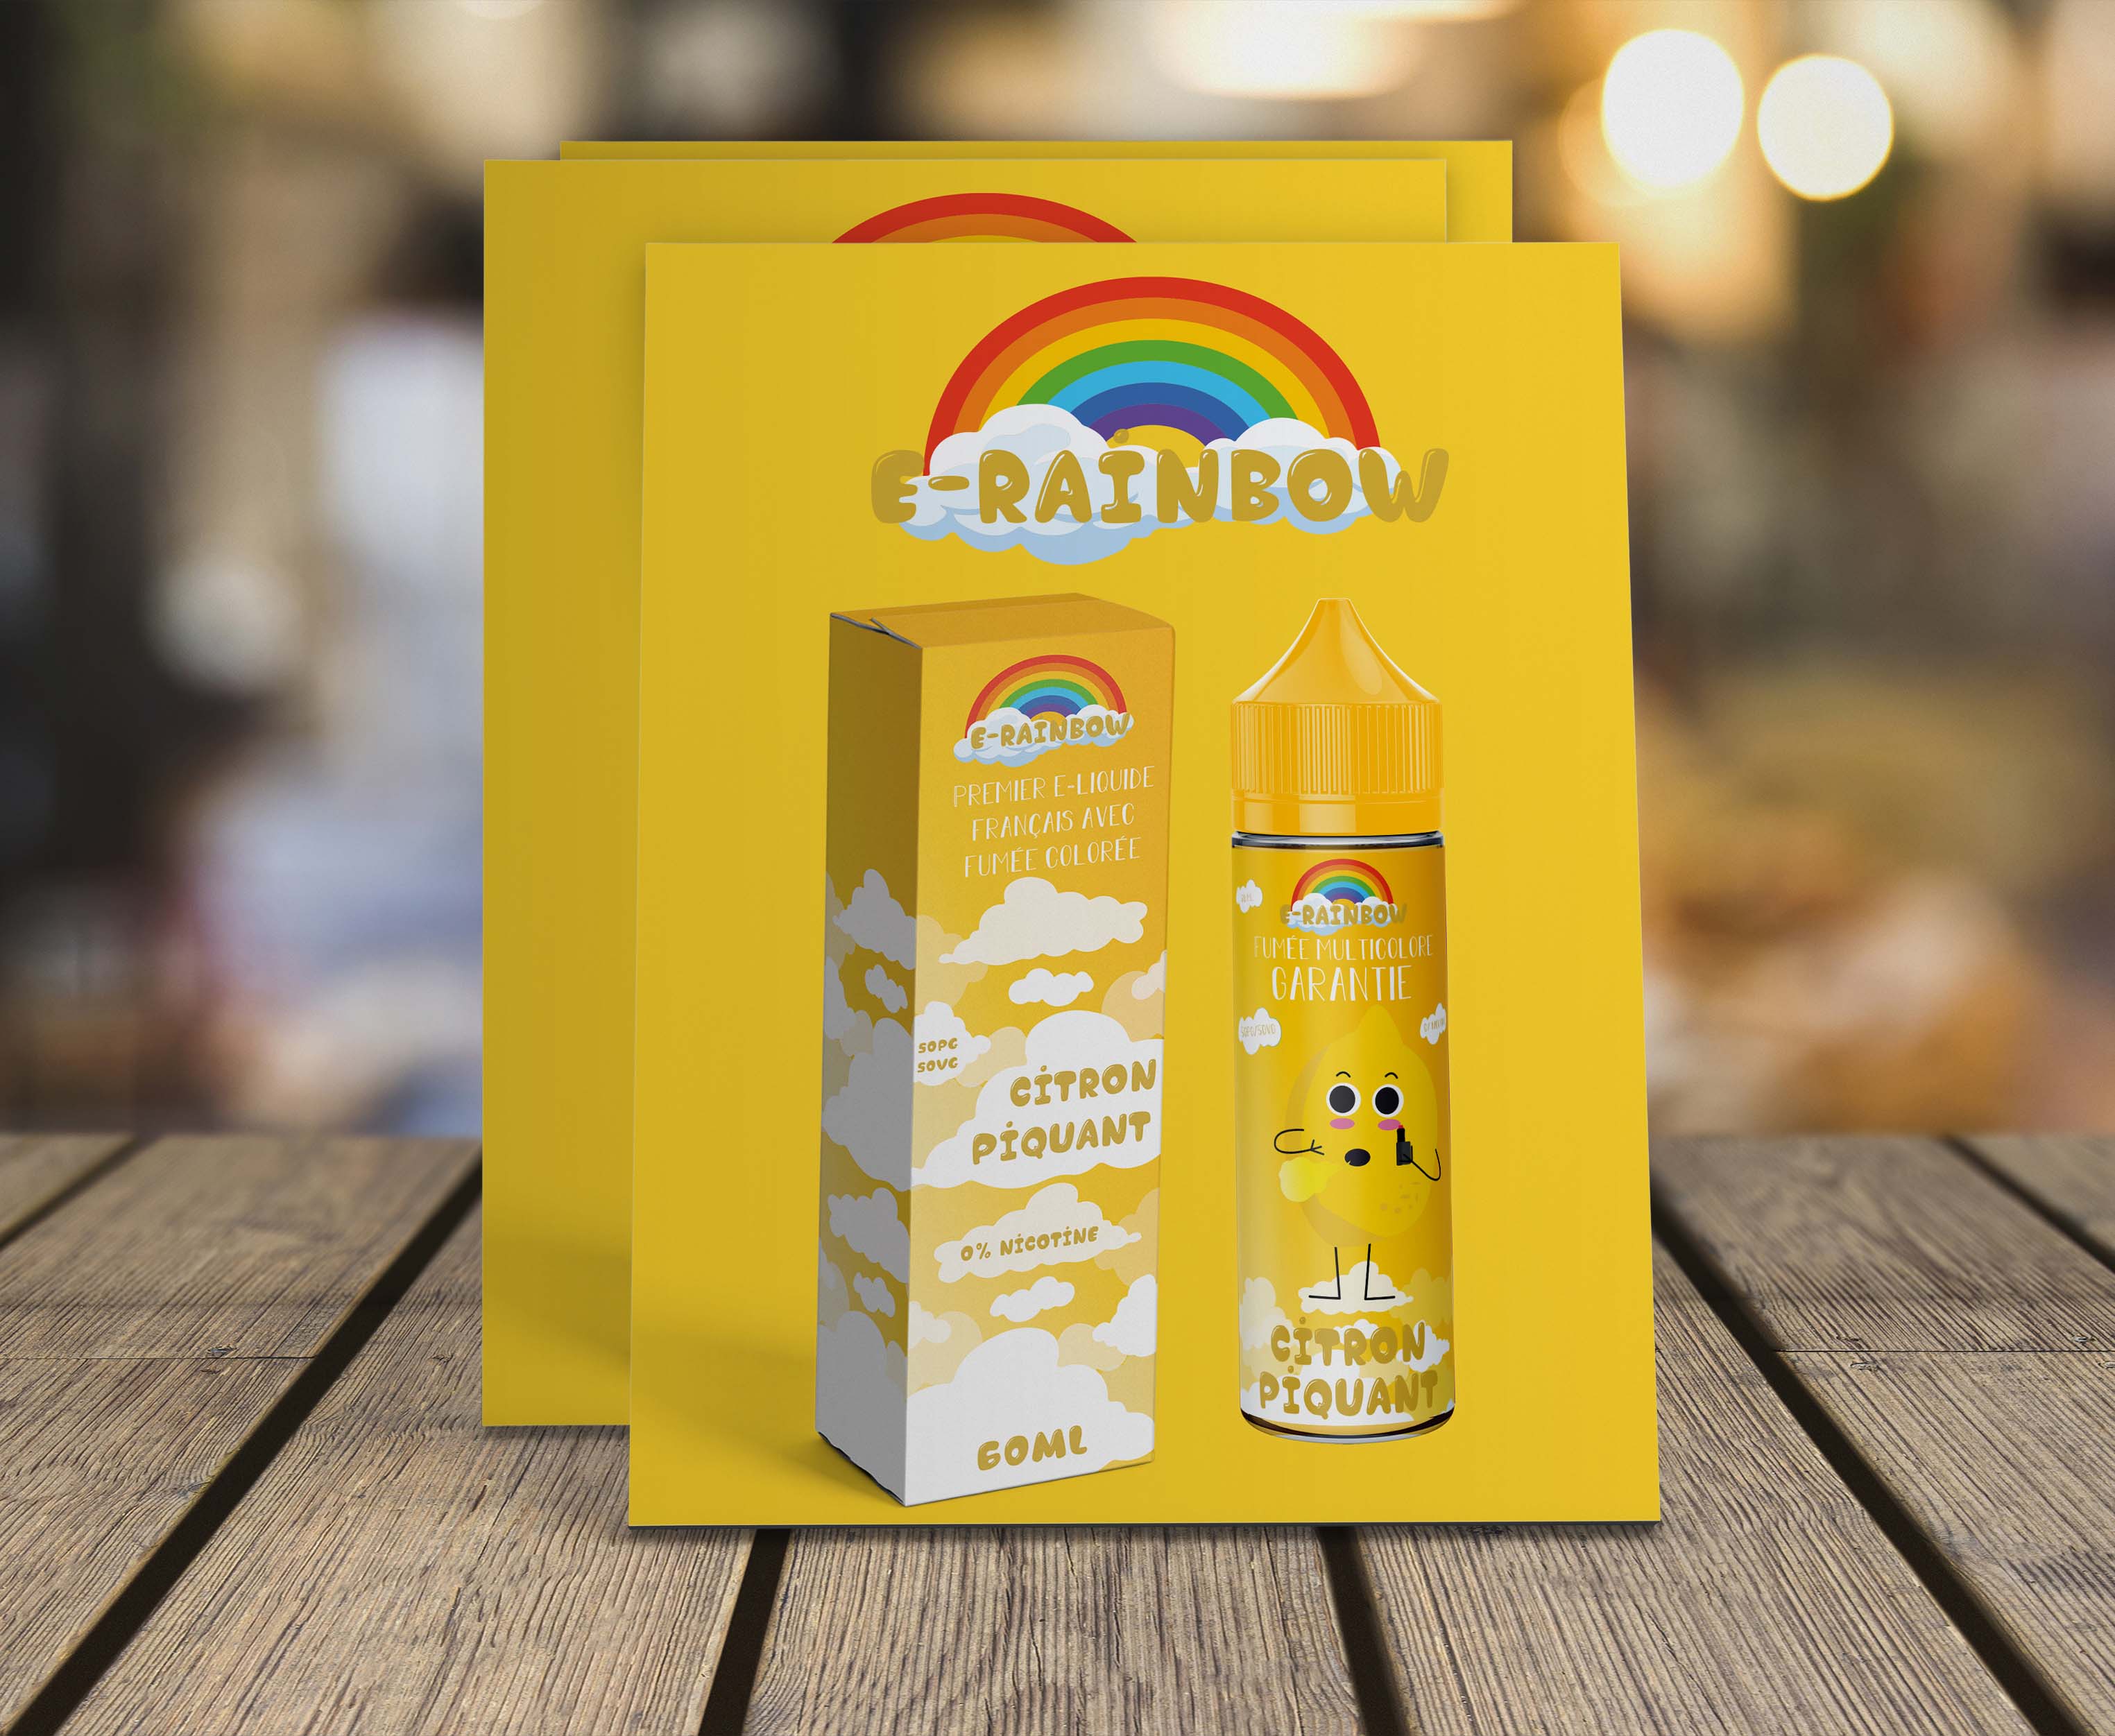 E-RAINBOW
E-RAINBOW
PREMIER E-LIQUIDE
FRANÇAIS AVEC
FUMÉE COLORÉE
50PG
50VG
CITRON
PIQUANT
0% NICOTINE
60ML
E-RAINBOW
FUMÉE MULTICOLORE
GARANTIE
CITRON
PIQUANT